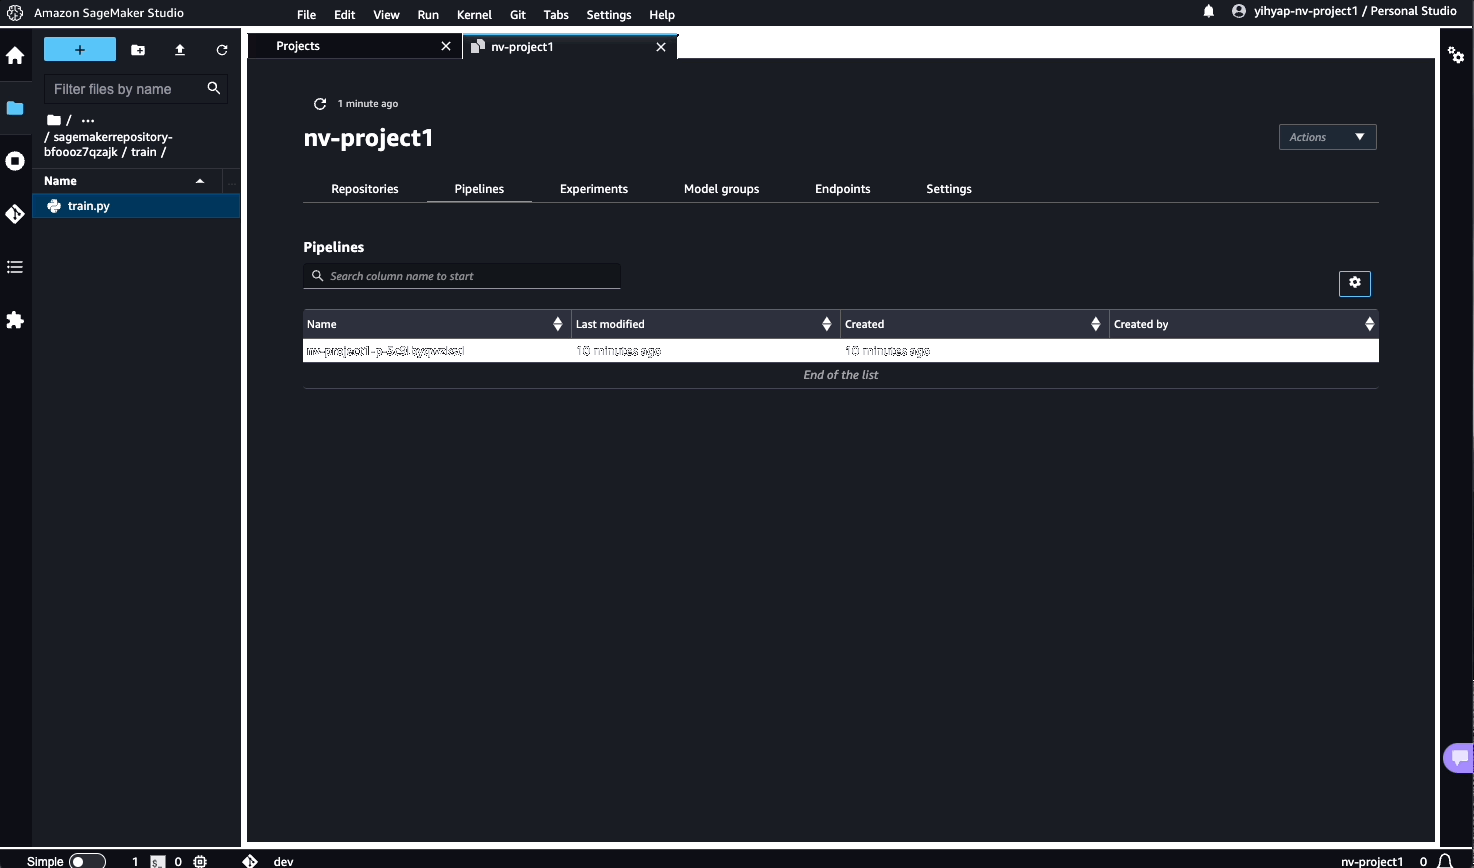 Amazon SageMaker Studio File Edit View Run Kernel Git Tabs Settings Help yihyap-nv-project1 / Personal Studio
+
Projects nv-project1
Filter files by name
/ ...
/ sagemakerrepository-
bfoooz7qzajk / train /
Name
train.py
1 minute ago
nv-project1
Actions
Repositories Pipelines Experiments Model groups Endpoints Settings
Pipelines
Search column name to start
Name Last modified Created Created by
10 minutes ago 10 minutes ago
End of the list
Simple 1 $_ 0 dev nv-project1 0